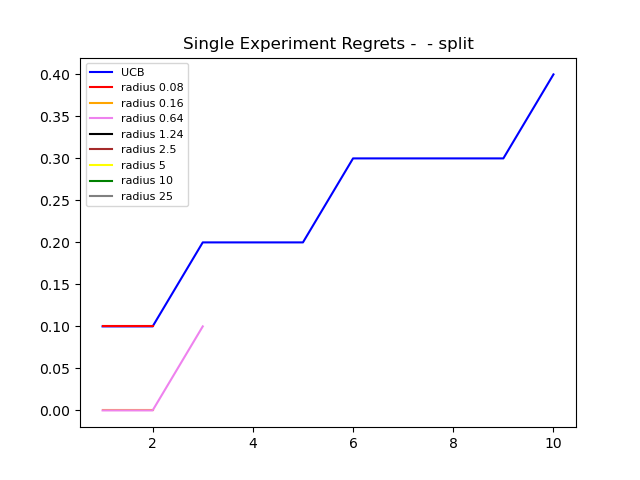 Single Experiment Regrets -  - split
UCB
radius 0.08
radius 0.16
radius 0.64
radius 1.24
radius 2.5
radius 5
radius 10
radius 25
0.40
0.35
0.30
0.25
0.20
0.15
0.10
0.05
0.00
2 4 6 8 10